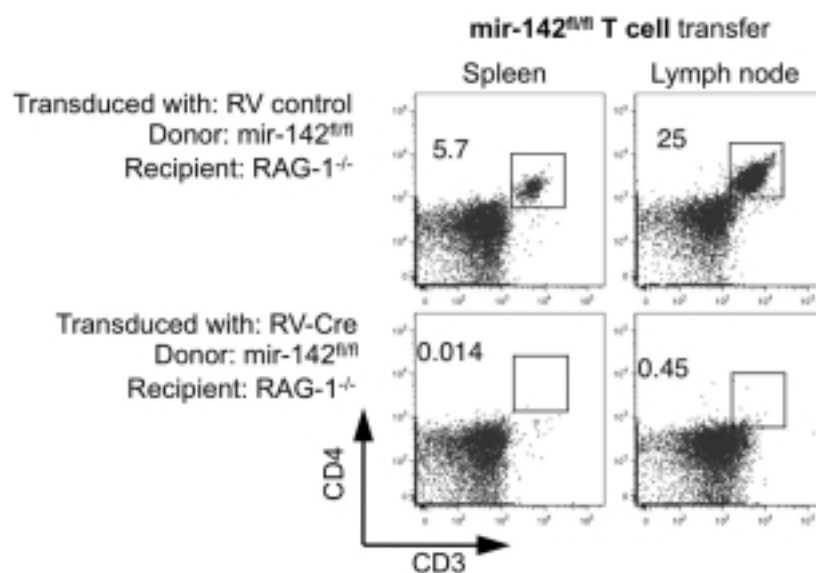 mir-142fl/fl T cell transfer
Spleen
Lymph node
Transduced with: RV control
Donor: mir-142fl/fl
Recipient: RAG-1-/-
5.7
25
Transduced with: RV-Cre
Donor: mir-142fl/fl
Recipient: RAG-1-/-
0.014
0.45
CD4
CD3